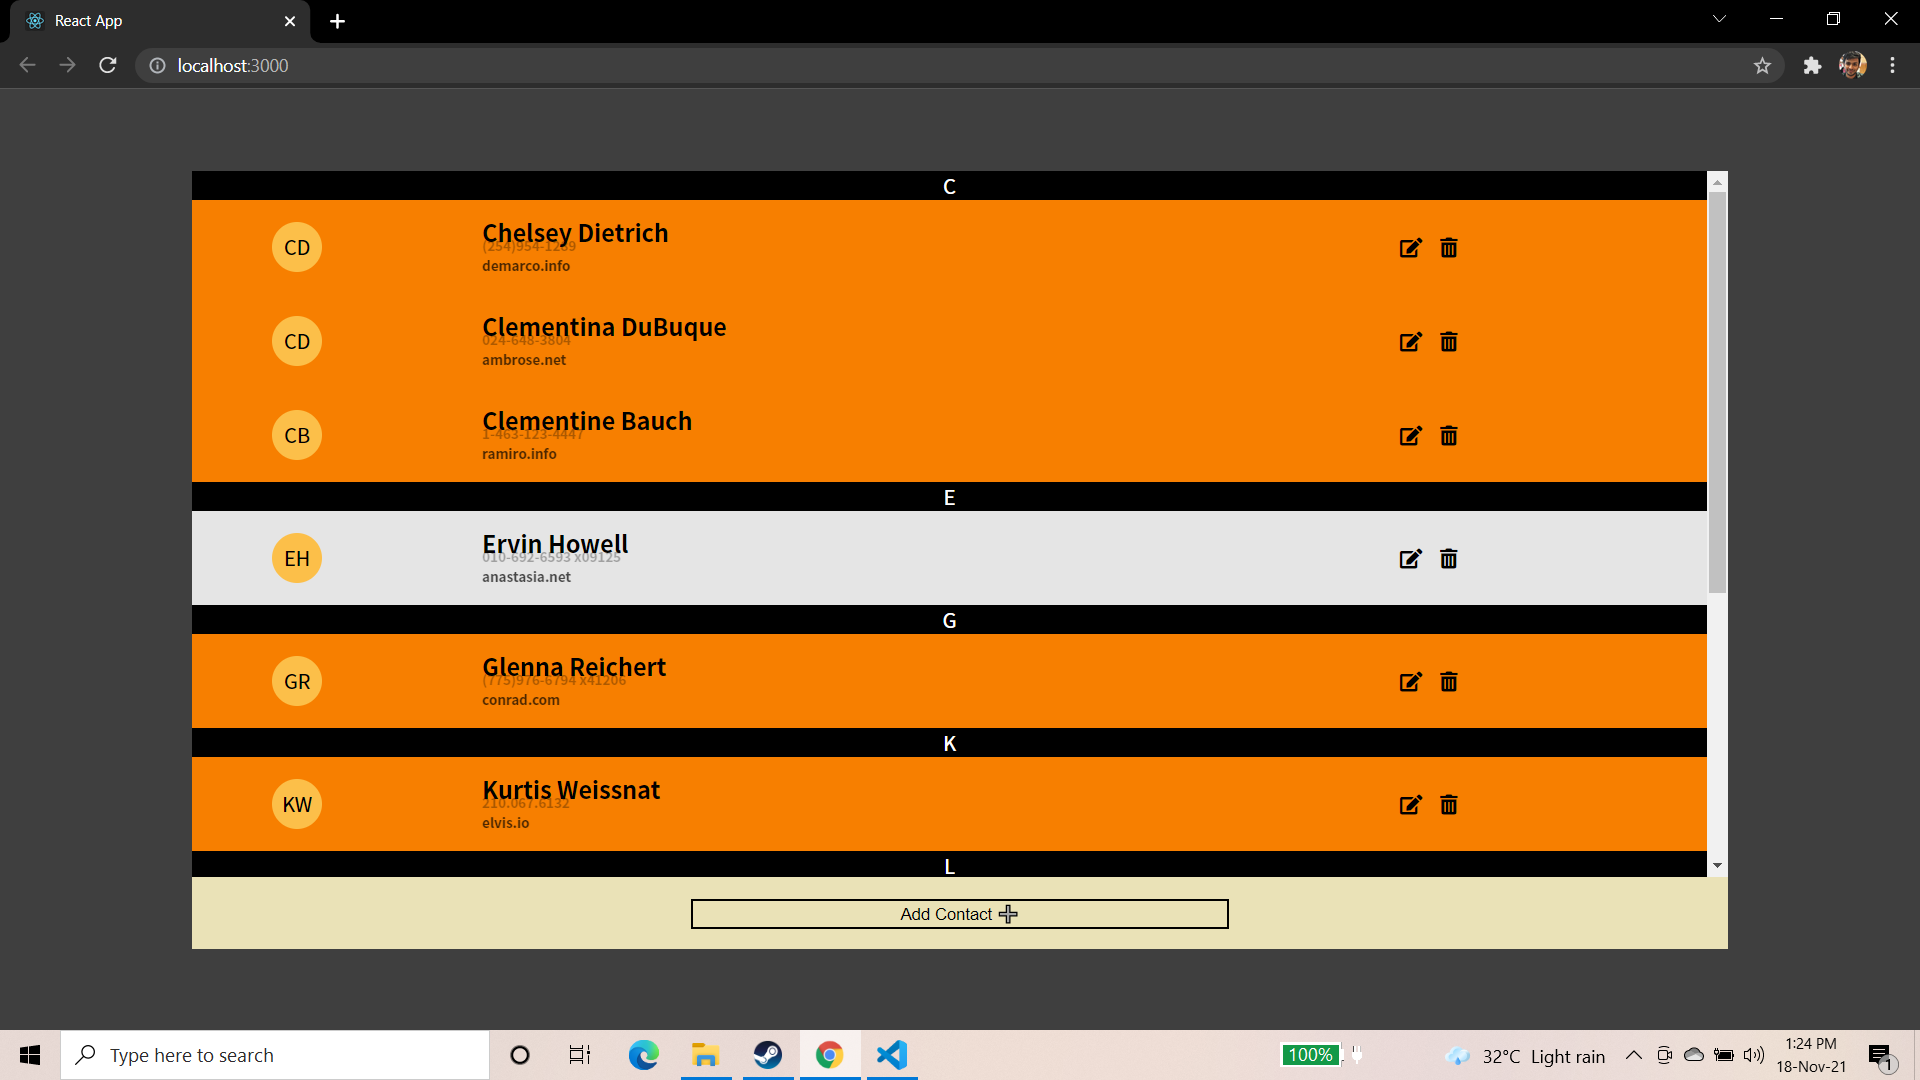 React App
localhost:3000
C
CD
Chelsey Dietrich
(254)954-1289
demarco.info
CD
Clementina DuBuque
024-648-3804
ambrose.net
CB
Clementine Bauch
1-463-123-4447
ramiro.info
E
EH
Ervin Howell
010-692-6593 x09125
anastasia.net
G
GR
Glenna Reichert
(775)976-6794 x41206
conrad.com
K
KW
Kurtis Weissnat
210.067.6132
elvis.io
L
Add Contact
Type here to search
100%
32°C Light rain
1:24 PM
18-Nov-21
1